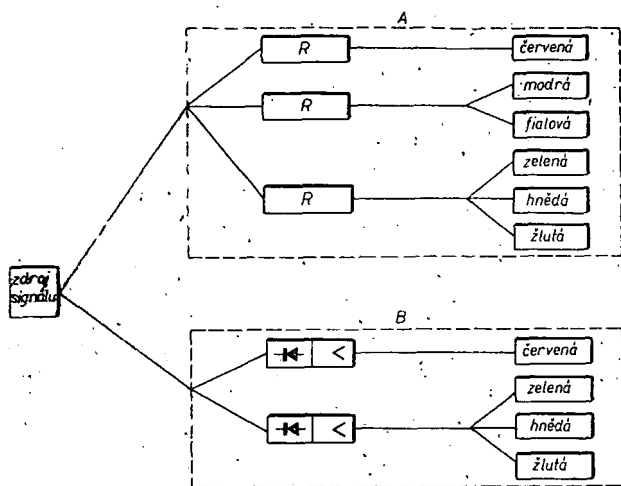 A
R
červená
R
modrá
fialová
R
zelená
hnědá
žlutá
zdroj
signálu
B
<
červená
zelená
<
hnědá
žlutá